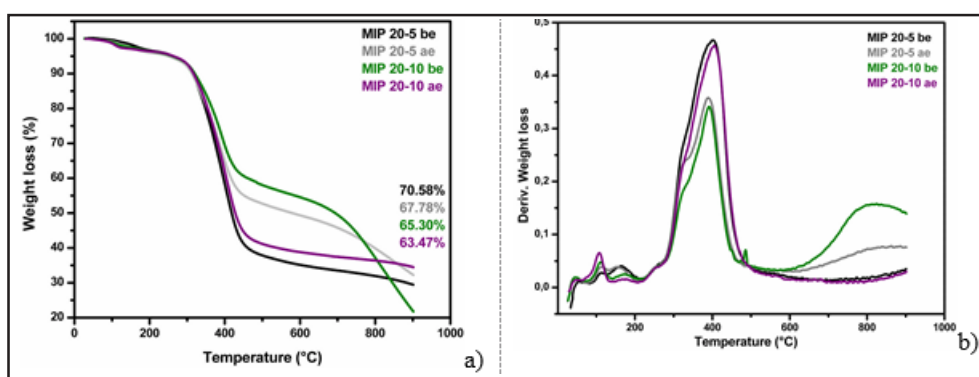 MIP 20-5 be
MIP 20-5 ae
MIP 20-10 be
MIP 20-10 ae
100
90
80
70
60
50
40
30
20
Weight loss (%)
70.58%
67.78%
65.30%
63.47%
0
200
400
600
800
1000
Temperature (°C)
a)
MIP 20-5 be
MIP 20-5 ae
MIP 20-10 be
MIP 20-10 ae
0,5
0,4
0,3
0,2
0,1
0,0
Deriv. Weight loss
200
400
600
800
1000
Temperature (°C)
b)